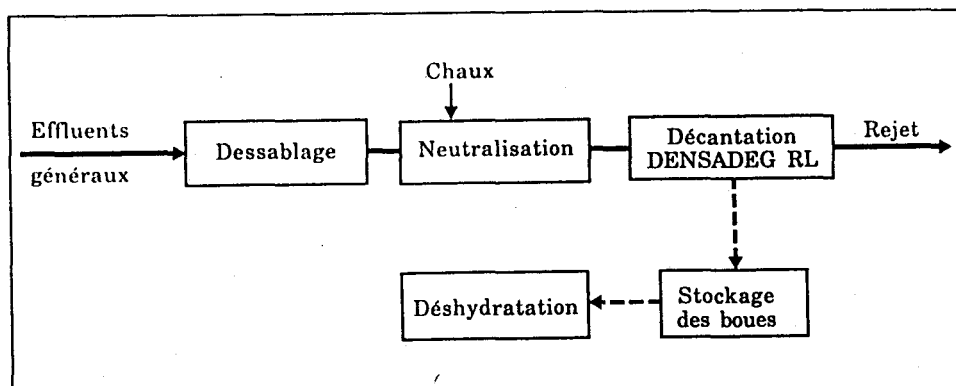 Chaux
Effluents
généraux
Dessablage
Neutralisation
Décantation
DENSADEG RL
Rejet
Déshydratation
Stockage
des boues